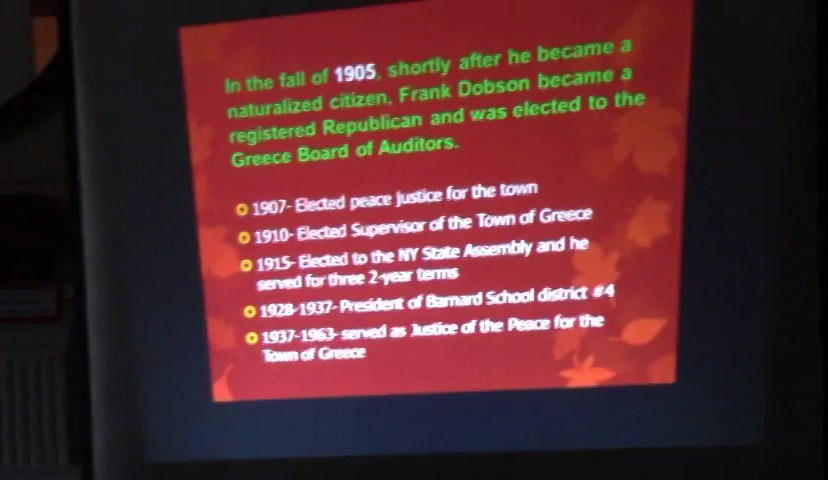 In the fall of 1905, shortly after he became a
naturalized citizen, Frank Dobson became a
registered Republican and was elected to the
Greece Board of Auditors.
1907- Elected peace Justice for the town
1910- Elected Supervisor of the Town of Greece
1915- Elected to the NY State Assembly and he
served for three 2-year terms
1928-1937- President of Barnard School district #4
1937-1963- served as Justice of the Peace for the
Town of Greece